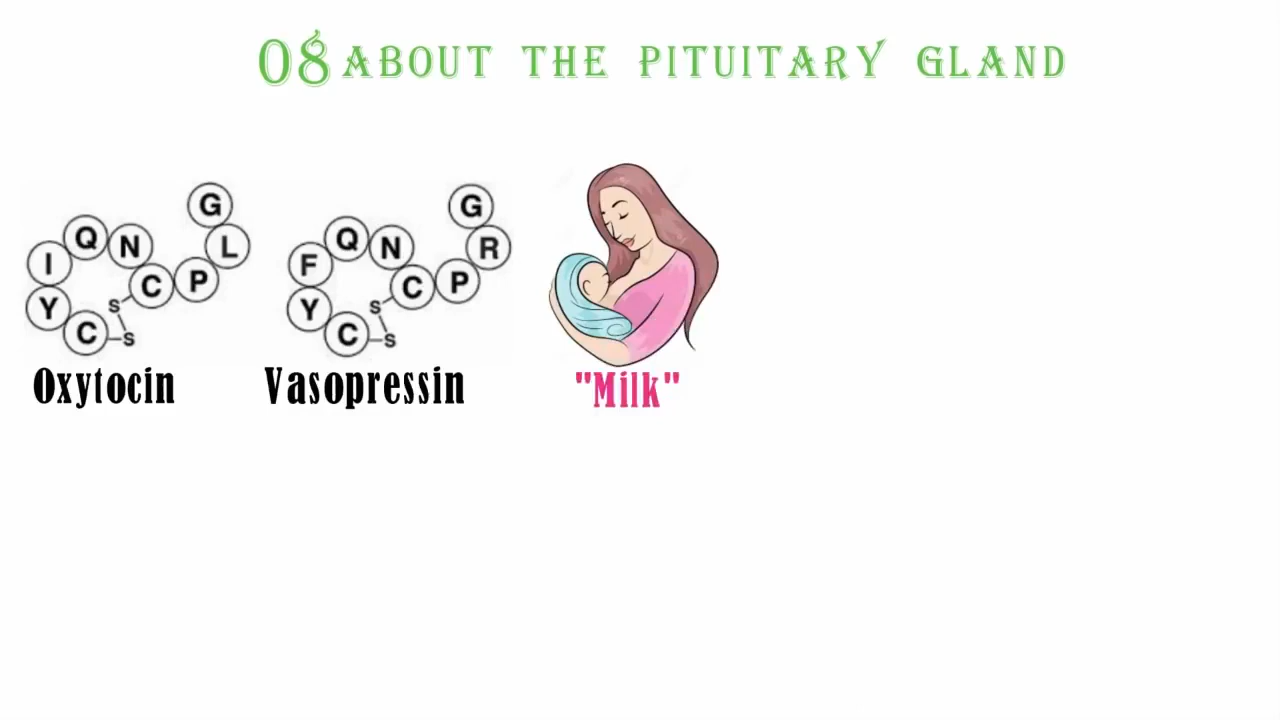 08 ABOUT THE PITUITARY GLAND
G
Q N L
I C P
Y S
C S
G
Q N R
F C P
Y S
C S
Oxytocin Vasopressin "Milk"